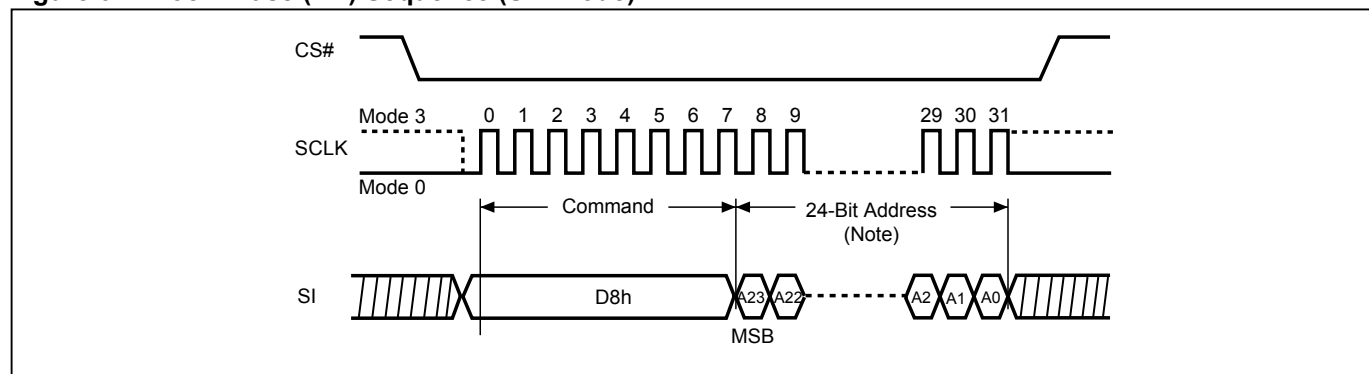 CS#
Mode 3
0 1 2 3 4 5 6 7 8 9 29 30 31
SCLK
Mode 0
Command
24-Bit Address
(Note)
SI
D8h
A23 A22
A2 A1 A0
MSB